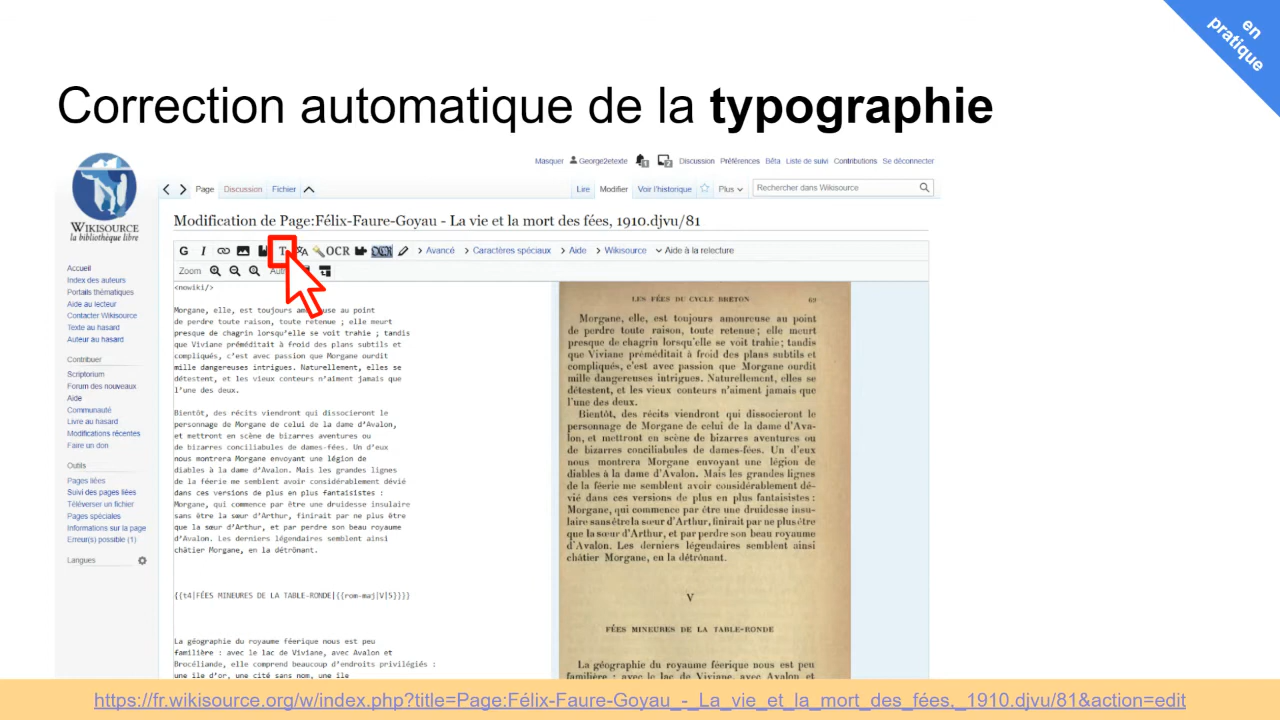 en
pratique
Correction automatique de la typographie
WIKISOURCE
la bibliothèque libre
Masquer George2etexte 1 2 Discussion Préférences Bêta Liste de suivi Contributions Se déconnecter
Page Discussion Fichier Lire Modifier Voir l'historique Plus Rechercher dans Wikisource
Modification de Page:Félix-Faure-Goyau - La vie et la mort des fées, 1910.djvu/81
G I T OCR OCR Avancé Caractères spéciaux Aide Wikisource Aide à la relecture
Zoom
Accueil
Index des auteurs
Portails thématiques
Aide au lecteur
Contacter Wikisource
Texte au hasard
Auteur au hasard
Contribuer
Scriptorium
Forum des nouveaux
Aide
Communauté
Livre au hasard
Modifications récentes
Faire un don
Outils
Pages liées
Suivi des pages liées
Téléverser un fichier
Pages spéciales
Informations sur la page
Erreur(s) possible (1)
Langues
<nowiki/>
Morgane, elle, est toujours amoureuse au point
de perdre toute raison, toute retenue ; elle meurt
presque de chagrin lorsqu’elle se voit trahie ; tandis
que Viviane préméditait à froid des plans subtils et
compliqués, c’est avec passion que Morgane ourdit
mille dangereuses intrigues. Naturellement, elles se
détestent, et les vieux conteurs n’aiment jamais que
l’une des deux.
Bientôt, des récits viendront qui dissocieront le
personnage de Morgane de celui de la dame d’Avalon,
et mettront en scène de bizarres aventures ou
de bizarres conciliabules de dames-fées. Un d’eux
nous montrera Morgane envoyant une légion de
diables à la dame d’Avalon. Mais les grandes lignes
de la féerie me semblent avoir considérablement dévié
dans ces versions de plus en plus fantaisistes :
Morgane, qui commence par être une druidesse insulaire
sans être la sœur d’Arthur, finirait par ne plus être
que la sœur d’Arthur, et par perdre son beau royaume
d’Avalon. Les derniers légendaires semblent ainsi
châtier Morgane, en la détrônant.
{{t4|FÉES MINEURES DE LA TABLE-RONDE|{{rom-maj|V|5}}}}
La géographie du royaume féerique nous est peu
familière : avec le lac de Viviane, avec Avalon et
Brocéliande, elle comprend beaucoup d’endroits privilégiés :
une île d’or, une cité sans nom, une île
LES FÉES DU CYCLE BRETON 69
Morgane, elle, est toujours amoureuse au point
de perdre toute raison, toute retenue ; elle meurt
presque de chagrin lorsqu'elle se voit trahie ; tandis
que Viviane préméditait à froid des plans subtils et
compliqués, c'est avec passion que Morgane ourdit
mille dangereuses intrigues. Naturellement, elles se
détestent, et les vieux conteurs n'aiment jamais que
l'une des deux.
Bientôt, des récits viendront qui dissocieront le
personnage de Morgane de celui de la dame d'Ava-
lon, et mettront en scène de bizarres aventures ou
de bizarres conciliabules de dames-fées. Un d'eux
nous montrera Morgane envoyant une légion de
diables à la dame d'Avalon. Mais les grandes lignes
de la féerie me semblent avoir considérablement dé-
vié dans ces versions de plus en plus fantaisistes :
Morgane, qui commence par être une druidesse insu-
laire sans être la sœur d'Arthur, finirait par ne plus être
que la sœur d'Arthur, et par perdre son beau royaume
d'Avalon. Les derniers légendaires semblent ainsi
châtier Morgane, en la détrônant.
V
FÉES MINEURES DE LA TABLE-RONDE
La géographie du royaume féerique nous est peu
familière : avec le lac de Viviane, avec Avalon et
https://fr.wikisource.org/w/index.php?title=Page:Félix-Faure-Goyau_-_La_vie_et_la_mort_des_fées,_1910.djvu/81&action=edit